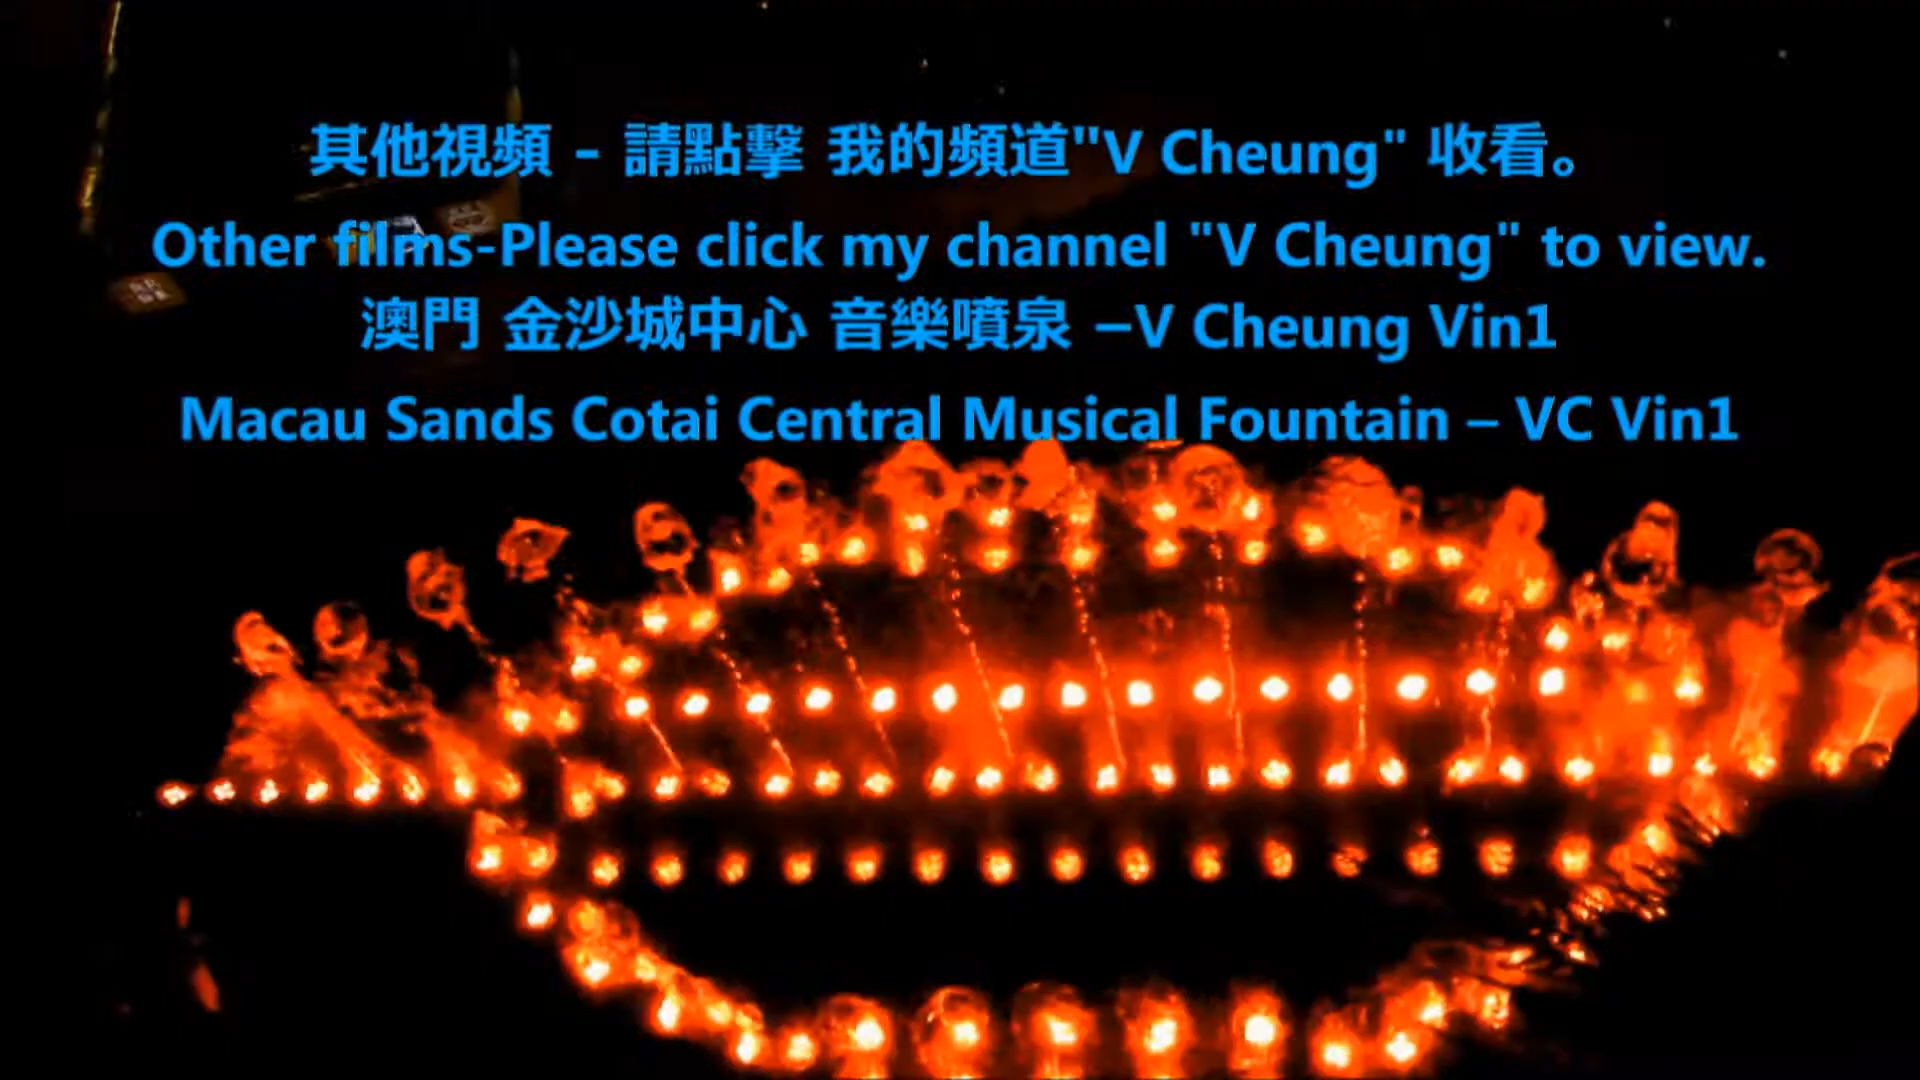 其他視頻 - 請點擊 我的頻道"V Cheung" 收看。
Other films-Please click my channel "V Cheung" to view.
澳門 金沙城中心 音樂噴泉 –V Cheung Vin1
Macau Sands Cotai Central Musical Fountain – VC Vin1